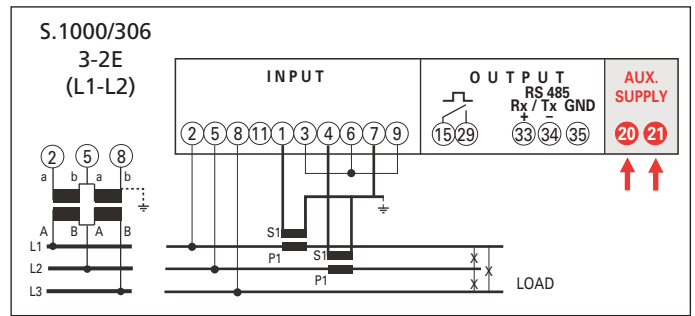 S.1000/306
3-2E
(L1-L2)
INPUT
OUTPUT
RS 485
Rx / Tx GND
+ −
AUX.
SUPPLY
2 5 8 11 1 3 4 6 7 9
15 29 33 34 35
20 21
2 5 8
a b a b
A B A B
L1
L2
L3
S1
P1
S1
P1
X
X
X
LOAD